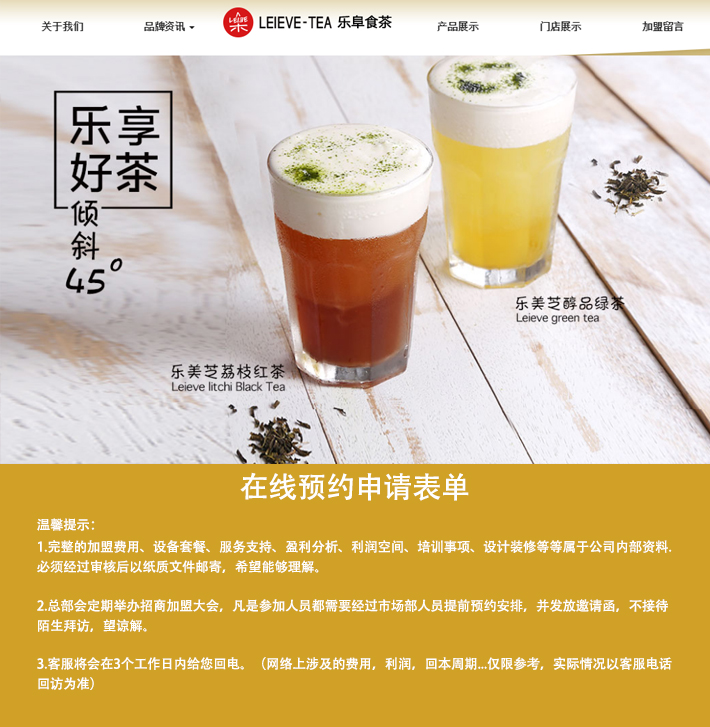 关于我们 品牌资讯 LEIEVE-TEA 乐阜食茶 产品展示 门店展示 加盟留言
LEIEVE
乐享
好茶
倾
斜
45°
乐美芝醇品绿茶
Leieve green tea
乐美芝荔枝红茶
Leieve litchi Black Tea
在线预约申请表单
温馨提示：
1.完整的加盟费用、设备套餐、服务支持、盈利分析、利润空间、培训事项、设计装修等等属于公司内部资料.
必须经过审核后以纸质文件邮寄，希望能够理解。
2.总部会定期举办招商加盟大会，凡是参加人员都需要经过市场部人员提前预约安排，并发放邀请函，不接待
陌生拜访，望谅解。
3.客服将会在3个工作日内给您回电。（网络上涉及的费用，利润，回本周期...仅限参考，实际情况以客服电话
回访为准）